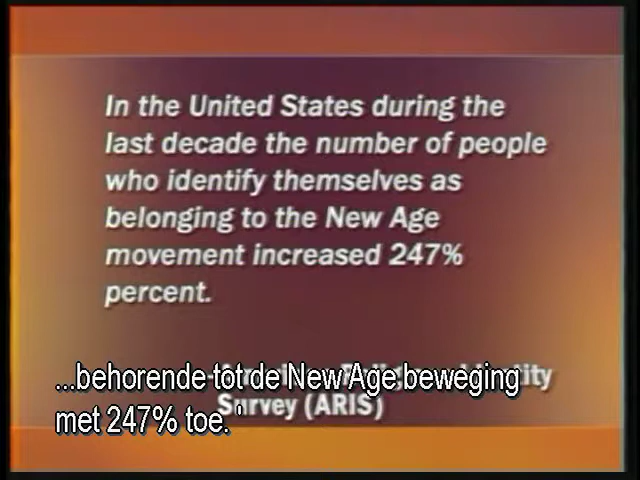 In the United States during the
last decade the number of people
who identify themselves as
belonging to the New Age
movement increased 247%
percent.
...behorende tot de New Age beweging
Survey (ARIS)
met 247% toe."